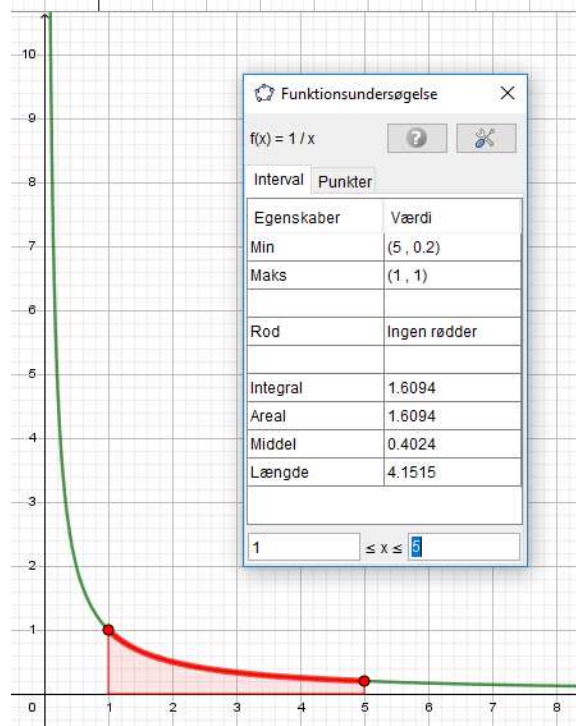 10
9
8
7
6
5
4
3
2
1
0 1 2 3 4 5 6 7 8
Funktionsundersøgelse
f(x) = 1 / x
Interval Punkter
Egenskaber Værdi
Min (5 , 0.2)
Maks (1 , 1)
Rod Ingen rødder
Integral 1.6094
Areal 1.6094
Middel 0.4024
Længde 4.1515
1 ≤ x ≤ 5